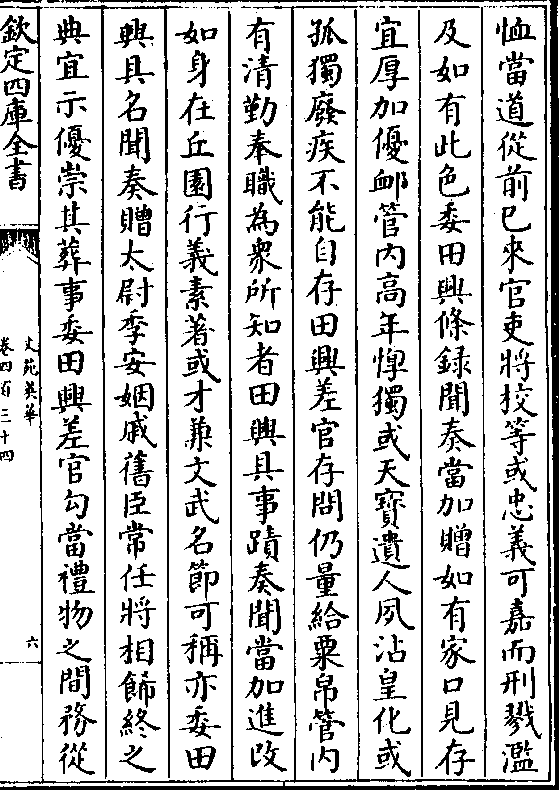 恤當道從前已來官吏將校等或忠義可嘉而刑戮濫
及如有此色委田興條録聞奏當加贈如有家口見存
宜厚加優䘏管内高年惸獨或天寳遺人夙沾皇化或
孤獨廢疾不能自存田興差官存問仍量給粟帛管内
有清勤奉職為衆所知者田興具事蹟奏聞當加進改
如身在丘園行義素著或才兼文武名節可稱亦委田
興具名聞奏贈太尉季安姻戚舊臣常任將相餙終之
典宜示優崇其葬事委田興差官勾當禮物之間務從
欽定四庫全書
文苑英華
卷四百三十四
六